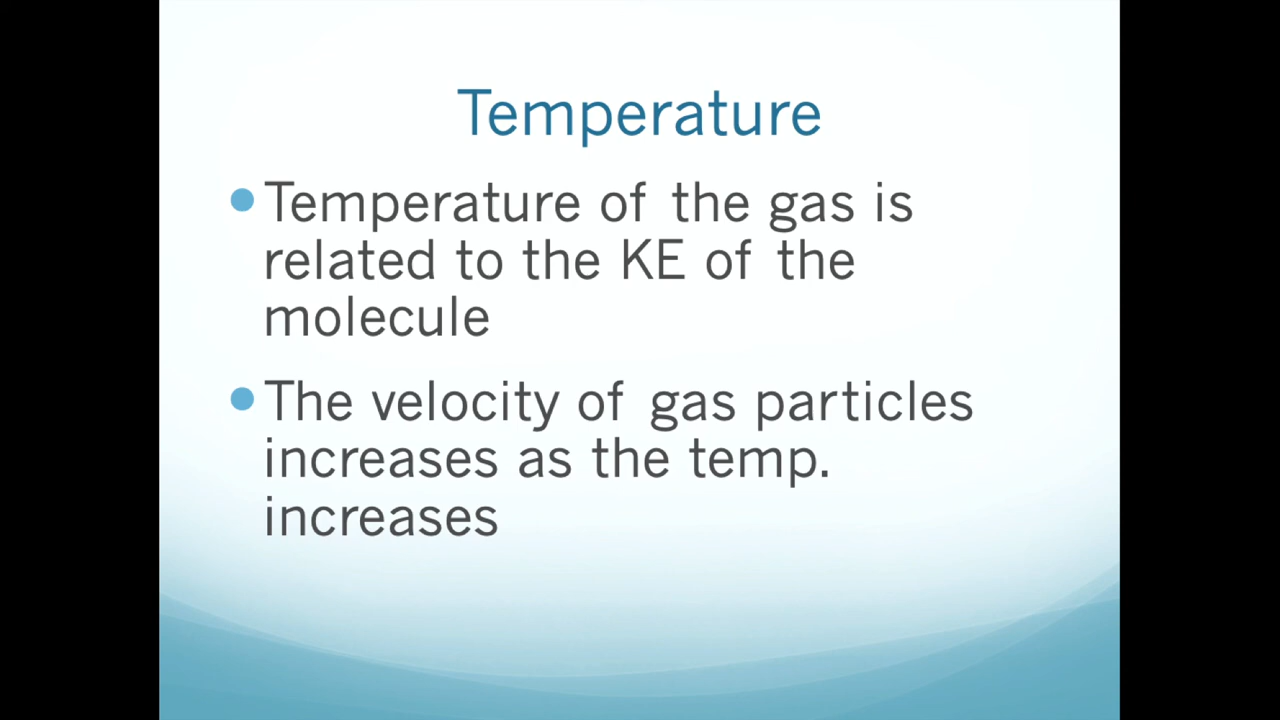 Temperature
Temperature of the gas is
related to the KE of the
molecule
The velocity of gas particles
increases as the temp.
increases